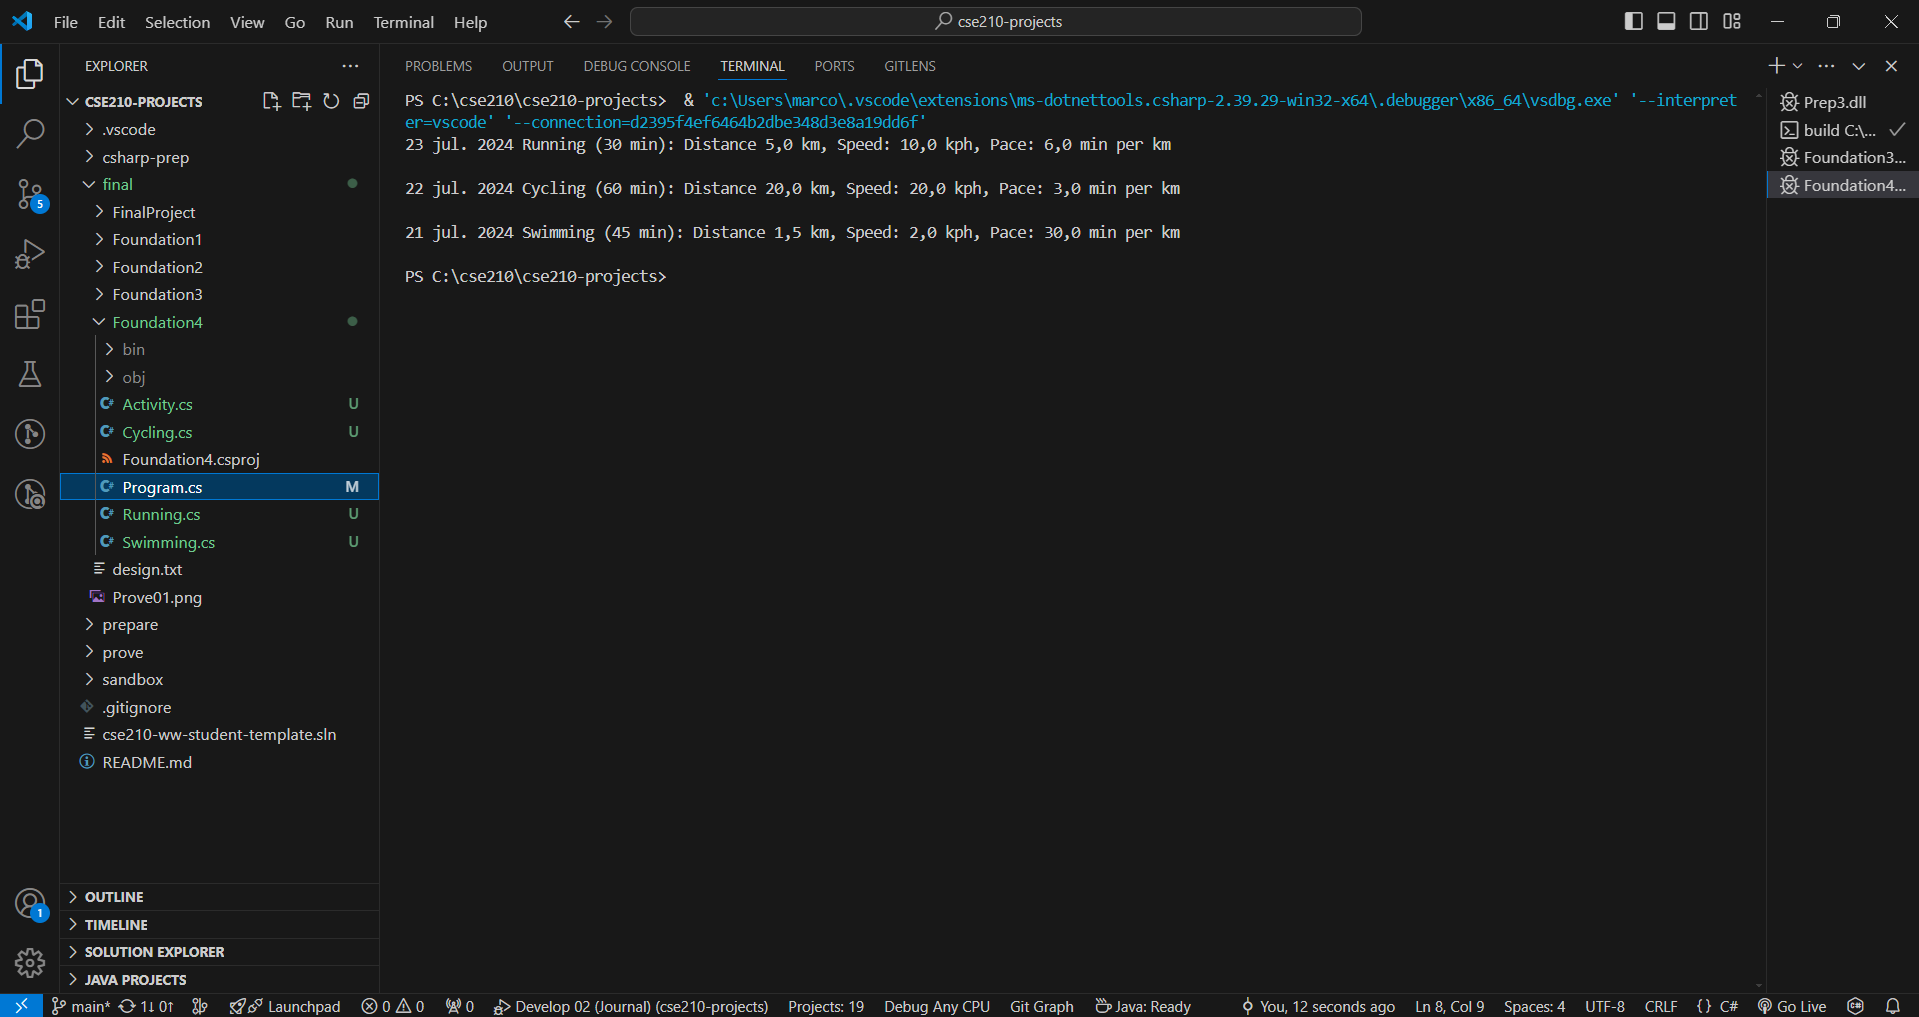 File Edit Selection View Go Run Terminal Help
cse210-projects
EXPLORER
CSE210-PROJECTS
.vscode
csharp-prep
final
FinalProject
Foundation1
Foundation2
Foundation3
Foundation4
bin
obj
Activity.cs U
Cycling.cs U
Foundation4.csproj
Program.cs M
Running.cs U
Swimming.cs U
design.txt
Prove01.png
prepare
prove
sandbox
.gitignore
cse210-ww-student-template.sln
README.md
OUTLINE
TIMELINE
SOLUTION EXPLORER
JAVA PROJECTS
5
1
PROBLEMS OUTPUT DEBUG CONSOLE TERMINAL PORTS GITLENS
PS C:\cse210\cse210-projects> & 'c:\Users\marco\.vscode\extensions\ms-dotnettools.csharp-2.39.29-win32-x64\.debugger\x86_64\vsdbg.exe' '--interpret
er=vscode' '--connection=d2395f4ef6464b2dbe348d3e8a19dd6f'
23 jul. 2024 Running (30 min): Distance 5,0 km, Speed: 10,0 kph, Pace: 6,0 min per km
22 jul. 2024 Cycling (60 min): Distance 20,0 km, Speed: 20,0 kph, Pace: 3,0 min per km
21 jul. 2024 Swimming (45 min): Distance 1,5 km, Speed: 2,0 kph, Pace: 30,0 min per km
PS C:\cse210\cse210-projects>
Prep3.dll
build C:\...
Foundation3...
Foundation4...
main* 1↓ 0↑ Launchpad 0 0 0 Develop 02 (Journal) (cse210-projects) Projects: 19 Debug Any CPU Git Graph Java: Ready You, 12 seconds ago Ln 8, Col 9 Spaces: 4 UTF-8 CRLF {} C# Go Live